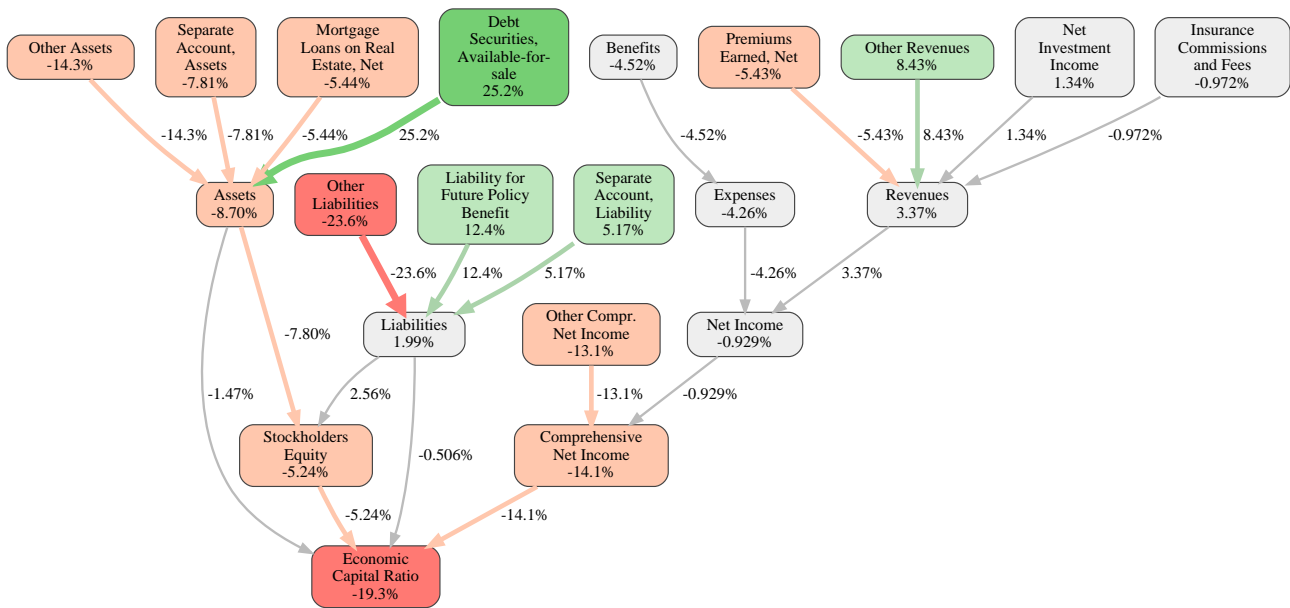 Other Assets
-14.3%
Separate
Account,
Assets
-7.81%
Mortgage
Loans on Real
Estate, Net
-5.44%
Debt
Securities,
Available-for-
sale
25.2%
Benefits
-4.52%
Premiums
Earned, Net
-5.43%
Other Revenues
8.43%
Net
Investment
Income
1.34%
Insurance
Commissions
and Fees
-0.972%
-14.3%
-7.81%
-5.44%
25.2%
-4.52%
-5.43%
8.43%
1.34%
-0.972%
Assets
-8.70%
Other
Liabilities
-23.6%
Liability for
Future Policy
Benefit
12.4%
Separate
Account,
Liability
5.17%
Expenses
-4.26%
Revenues
3.37%
-23.6%
12.4%
5.17%
-4.26%
3.37%
-7.80%
Liabilities
1.99%
Other Compr.
Net Income
-13.1%
Net Income
-0.929%
-1.47%
2.56%
-13.1%
-0.929%
Stockholders
Equity
-5.24%
-0.506%
Comprehensive
Net Income
-14.1%
-5.24%
-14.1%
Economic
Capital Ratio
-19.3%